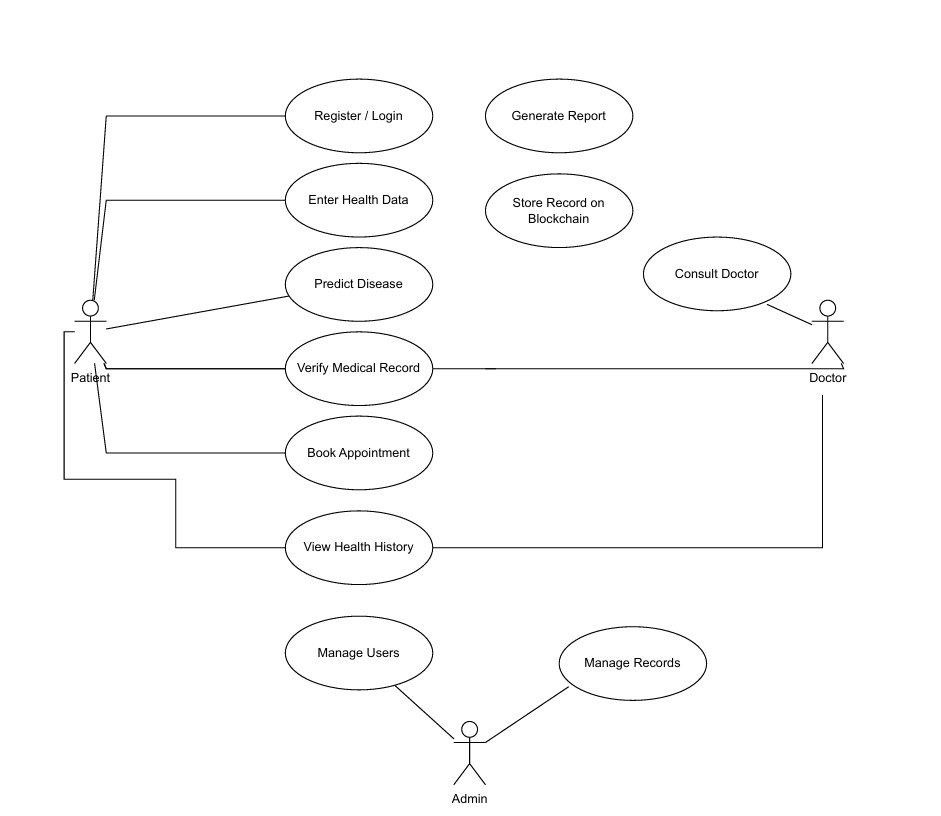 Register / Login
Generate Report
Enter Health Data
Store Record on
Blockchain
Consult Doctor
Predict Disease
Verify Medical Record
Patient
Doctor
Book Appointment
View Health History
Manage Users
Manage Records
Admin